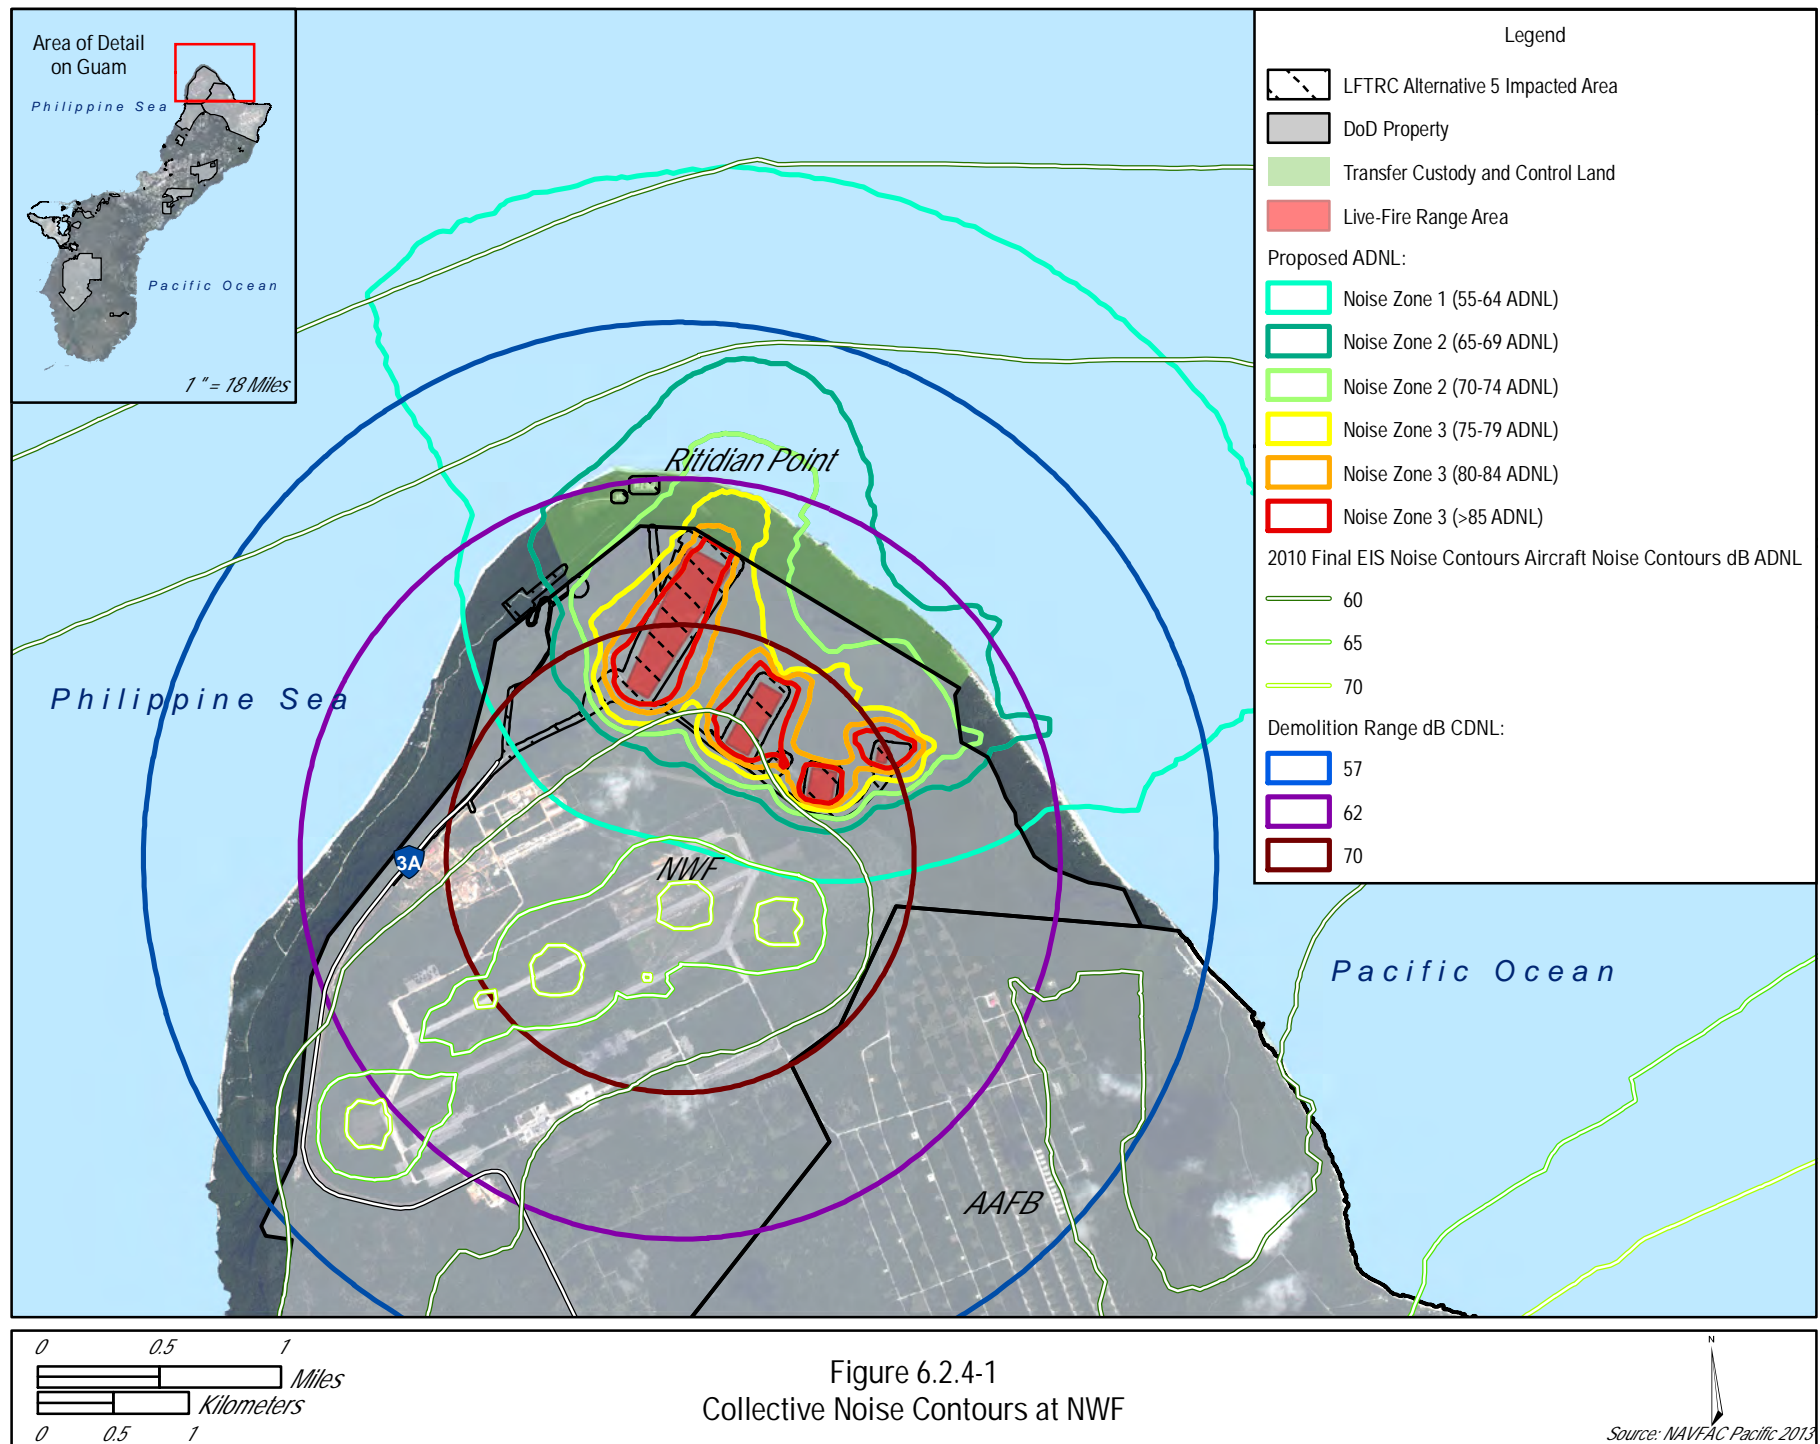 Area of Detail
on Guam
Philippine Sea
Pacific Ocean
1 " = 18 Miles
Legend
LFTRC Alternative 5 Impacted Area
DoD Property
Transfer Custody and Control Land
Live-Fire Range Area
Proposed ADNL:
Noise Zone 1 (55-64 ADNL)
Noise Zone 2 (65-69 ADNL)
Noise Zone 2 (70-74 ADNL)
Noise Zone 3 (75-79 ADNL)
Noise Zone 3 (80-84 ADNL)
Noise Zone 3 (>85 ADNL)
2010 Final EIS Noise Contours Aircraft Noise Contours dB ADNL
60
65
70
Demolition Range dB CDNL:
57
62
70
Ritidian Point
Philippine Sea
3A
NWF
Pacific Ocean
AAFB
0 0.5 1
Miles
Kilometers
0 0.5 1
Figure 6.2.4-1
Collective Noise Contours at NWF
N
Source: NAVFAC Pacific 2013